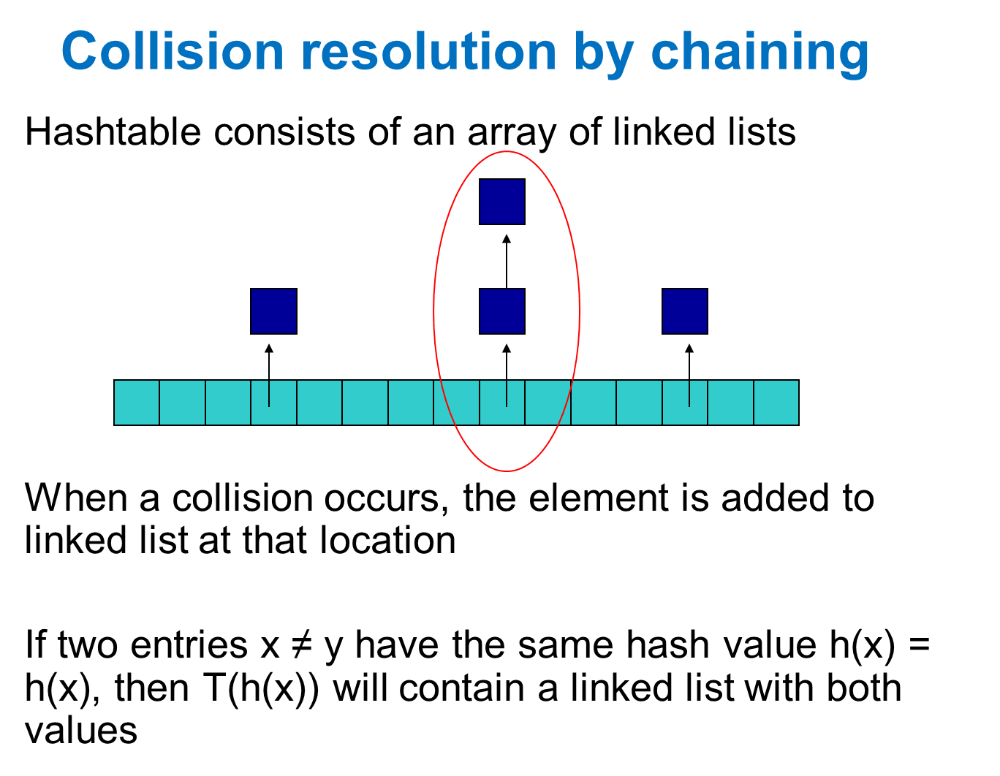 Collision resolution by chaining
Hashtable consists of an array of linked lists
When a collision occurs, the element is added to
linked list at that location
If two entries x ≠ y have the same hash value h(x) =
h(x), then T(h(x)) will contain a linked list with both
values